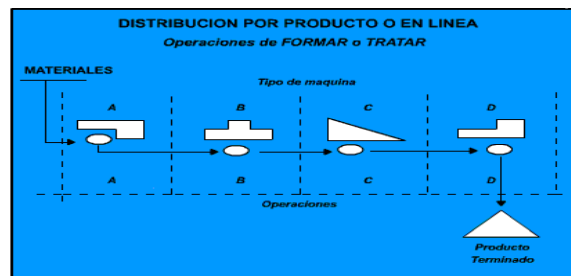 DISTRIBUCION POR PRODUCTO O EN LINEA
Operaciones de FORMAR o TRATAR
MATERIALES
Tipo de maquina
A B C D
A B C D
Operaciones
Producto
Terminado